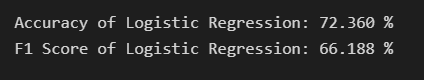 Accuracy of Logistic Regression: 72.360 %
F1 Score of Logistic Regression: 66.188 %